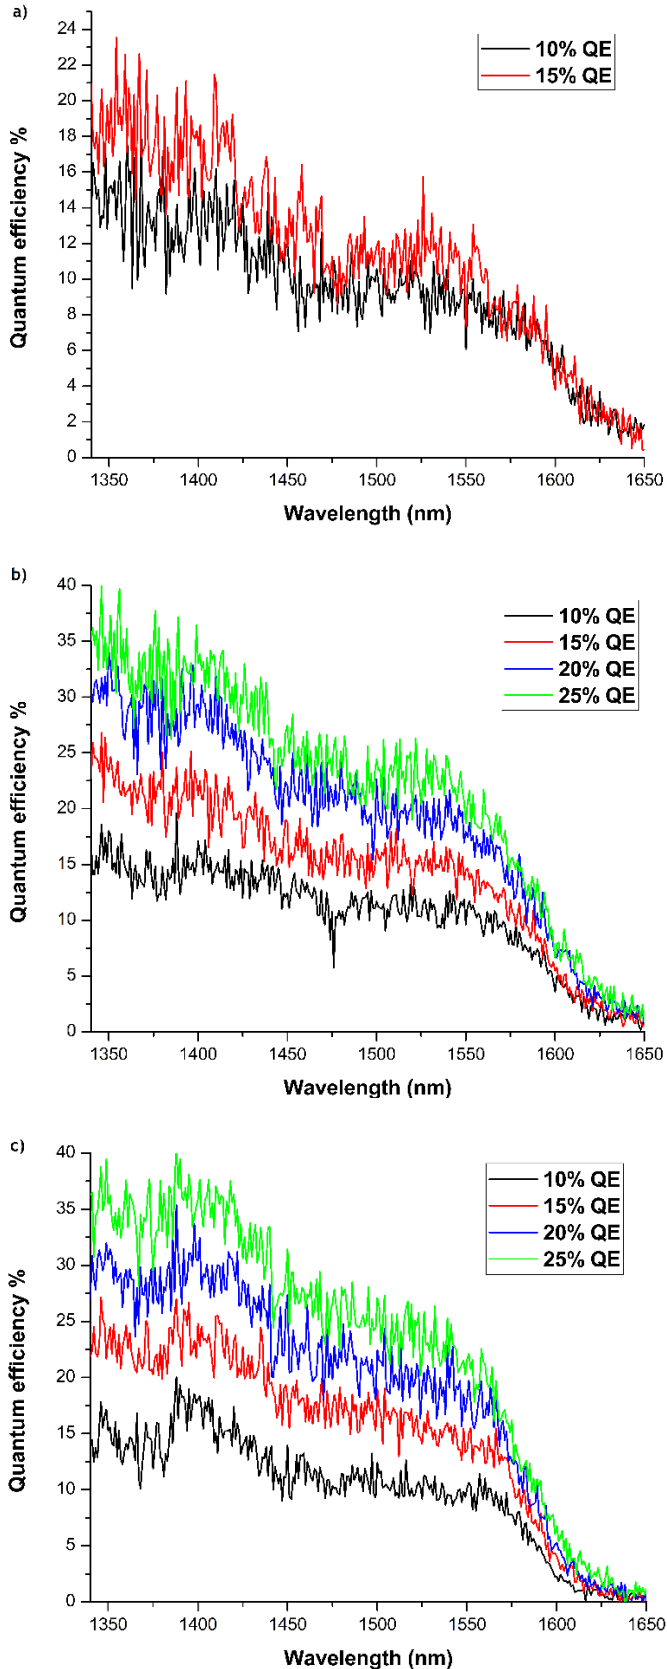 a)
10% QE
15% QE
24
22
20
18
16
14
12
10
8
6
4
2
0
Quantum efficiency %
1350 1400 1450 1500 1550 1600 1650
Wavelength (nm)
b)
10% QE
15% QE
20% QE
25% QE
40
35
30
25
20
15
10
5
0
Quantum efficiency %
1350 1400 1450 1500 1550 1600 1650
Wavelength (nm)
c)
10% QE
15% QE
20% QE
25% QE
40
35
30
25
20
15
10
5
0
Quantum efficiency %
1350 1400 1450 1500 1550 1600 1650
Wavelength (nm)